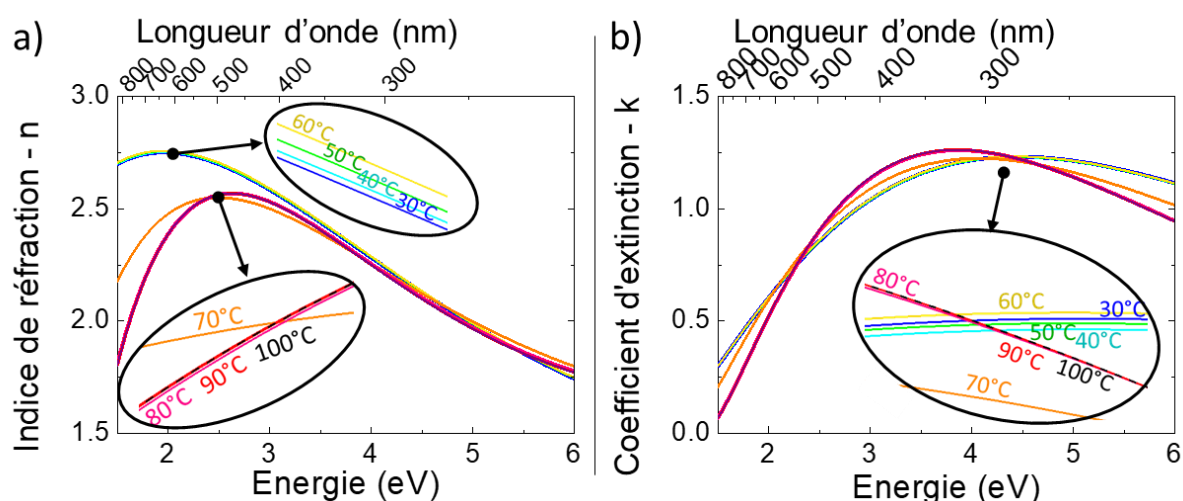 a)
Longueur d'onde (nm)
800 700 600 500 400 300
Indice de réfraction - n
3.0
2.5
2.0
1.5
60°C
50°C
40°C
30°C
70°C
80°C
90°C
100°C
2 3 4 5 6
Energie (eV)
b)
Longueur d'onde (nm)
800 700 600 500 400 300
Coefficient d'extinction - k
1.5
1.0
0.5
0.0
80°C
60°C
30°C
50°C
40°C
90°C
100°C
70°C
2 3 4 5 6
Energie (eV)